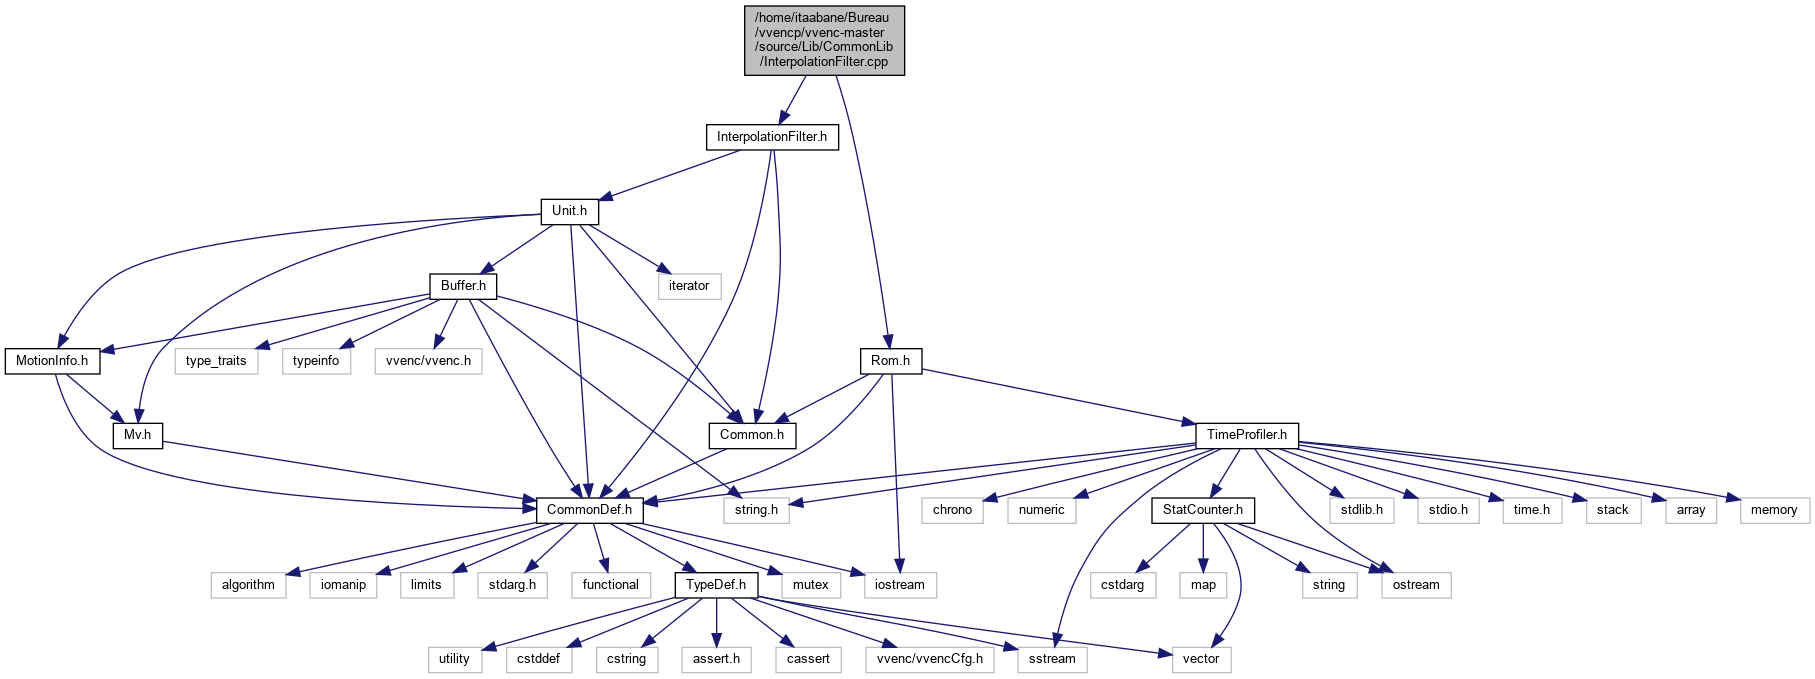 /home/itaabane/Bureau
/vvencp/vvenc-master
/source/Lib/CommonLib
/InterpolationFilter.cpp
InterpolationFilter.h
Unit.h
Buffer.h
iterator
MotionInfo.h
type_traits
typeinfo
vvenc/vvenc.h
Rom.h
Mv.h
Common.h
TimeProfiler.h
CommonDef.h
string.h
chrono
numeric
StatCounter.h
stdlib.h
stdio.h
time.h
stack
array
memory
algorithm
iomanip
limits
stdarg.h
functional
TypeDef.h
mutex
iostream
cstdarg
map
string
ostream
utility
cstddef
cstring
assert.h
cassert
vvenc/vvencCfg.h
sstream
vector